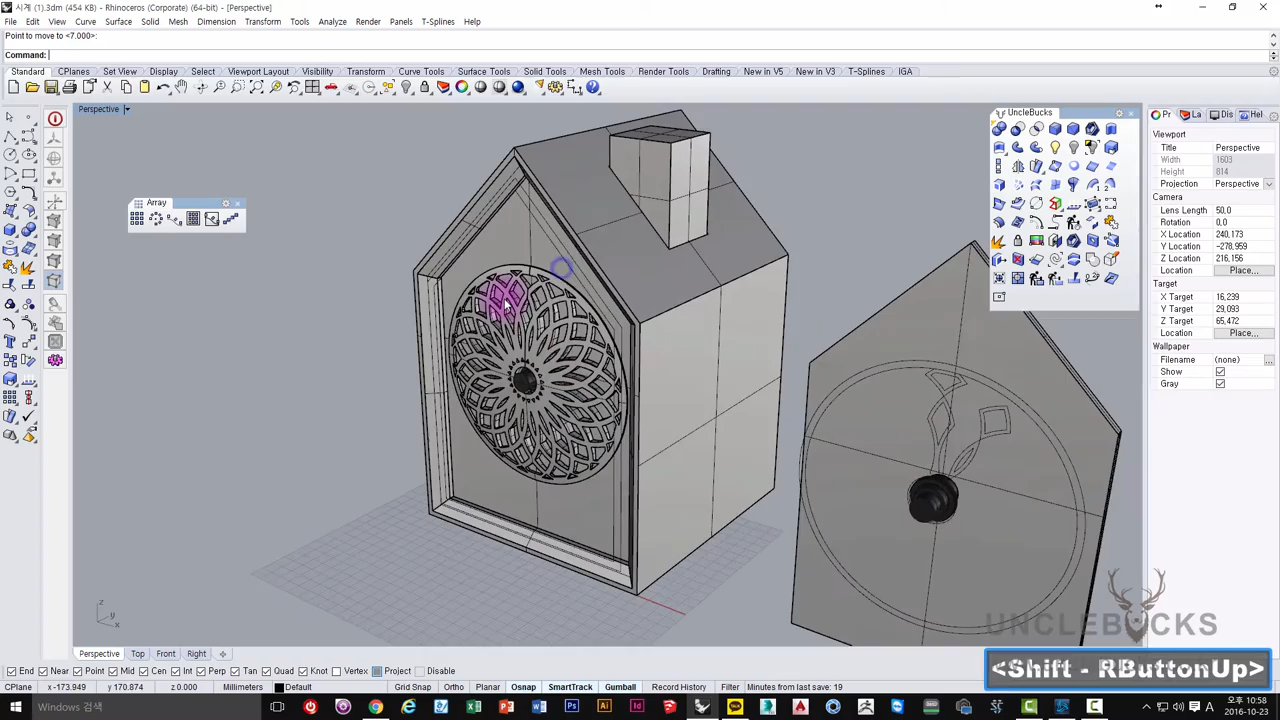 시계 (1).3dm (454 KB) - Rhinoceros (Corporate) (64-bit) - [Perspective]
File Edit View Curve Surface Solid Mesh Dimension Transform Tools Analyze Render Panels T-Splines Help
Point to move to <7.000>:
Command:
Standard CPlanes Set View Display Select Viewport Layout Visibility Transform Curve Tools Surface Tools Solid Tools Mesh Tools Render Tools Drafting New in V5 New in V3 T-Splines IGA
Perspective
UncleBucks
Pr La Dis Hel
Viewport
Title Perspective
Width 1603
Height 814
Projection Perspective
Camera
Lens Length 50,0
Rotation 0,0
X Location 240,173
Y Location -278,959
Z Location 216,156
Location Place...
Target
X Target 16,239
Y Target 29,093
Z Target 65,472
Location Place...
Wallpaper
Filename (none)
Show
Gray
Array
z
y
x
UNCLEBUCKS
<Shift - RButtonUp>
Perspective Top Front Right
End Near Point Mid Cen Int Perp Tan Quad Knot Vertex Project Disable
CPlane x -173.949 y 170.874 z 0.000 Millimeters Default Grid Snap Ortho Planar Osnap SmartTrack Gumball Record History Filter Minutes from last save: 19
Windows 검색
A 오후 10:58
2016-10-23